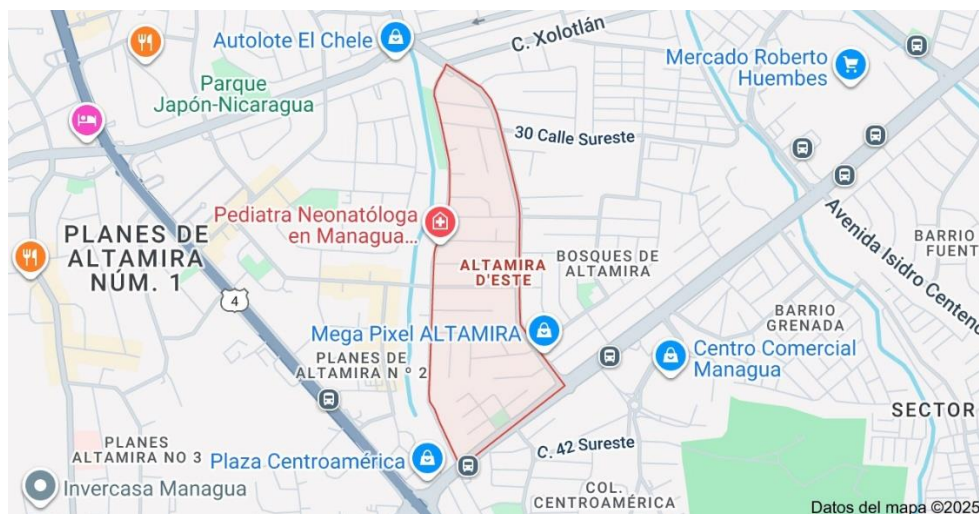 Autolote El Chele
C. Xolotlán
Mercado Roberto
Huembes
Parque
Japón-Nicaragua
30 Calle Sureste
Pediatra Neonatóloga
en Managua...
Avenida Isidro Centeno
PLANES DE
ALTAMIRA
NÚM. 1
BARRIO
FUENT
BOSQUES DE
ALTAMIRA
ALTAMIRA
D'ESTE
4
BARRIO
GRENADA
Mega Pixel ALTAMIRA
Centro Comercial
Managua
PLANES DE
ALTAMIRA N º 2
SECTOR
PLANES
ALTAMIRA NO 3
Plaza Centroamérica
C. 42 Sureste
Invercasa Managua
COL.
CENTROAMÉRICA
Datos del mapa ©2025